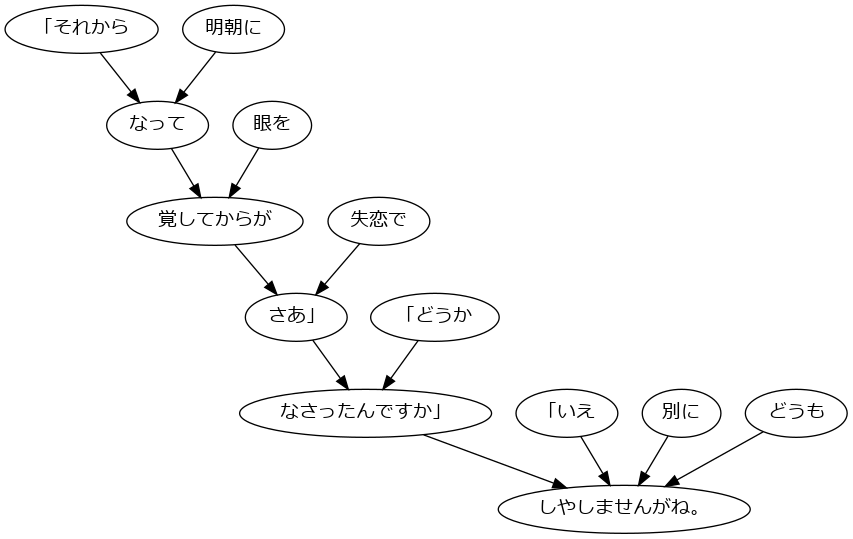 「それから
明朝に
なって
眼を
覚してからが
失恋で
さあ」
「どうか
なさったんですか」
「いえ
別に
どうも
しやしませんがね。